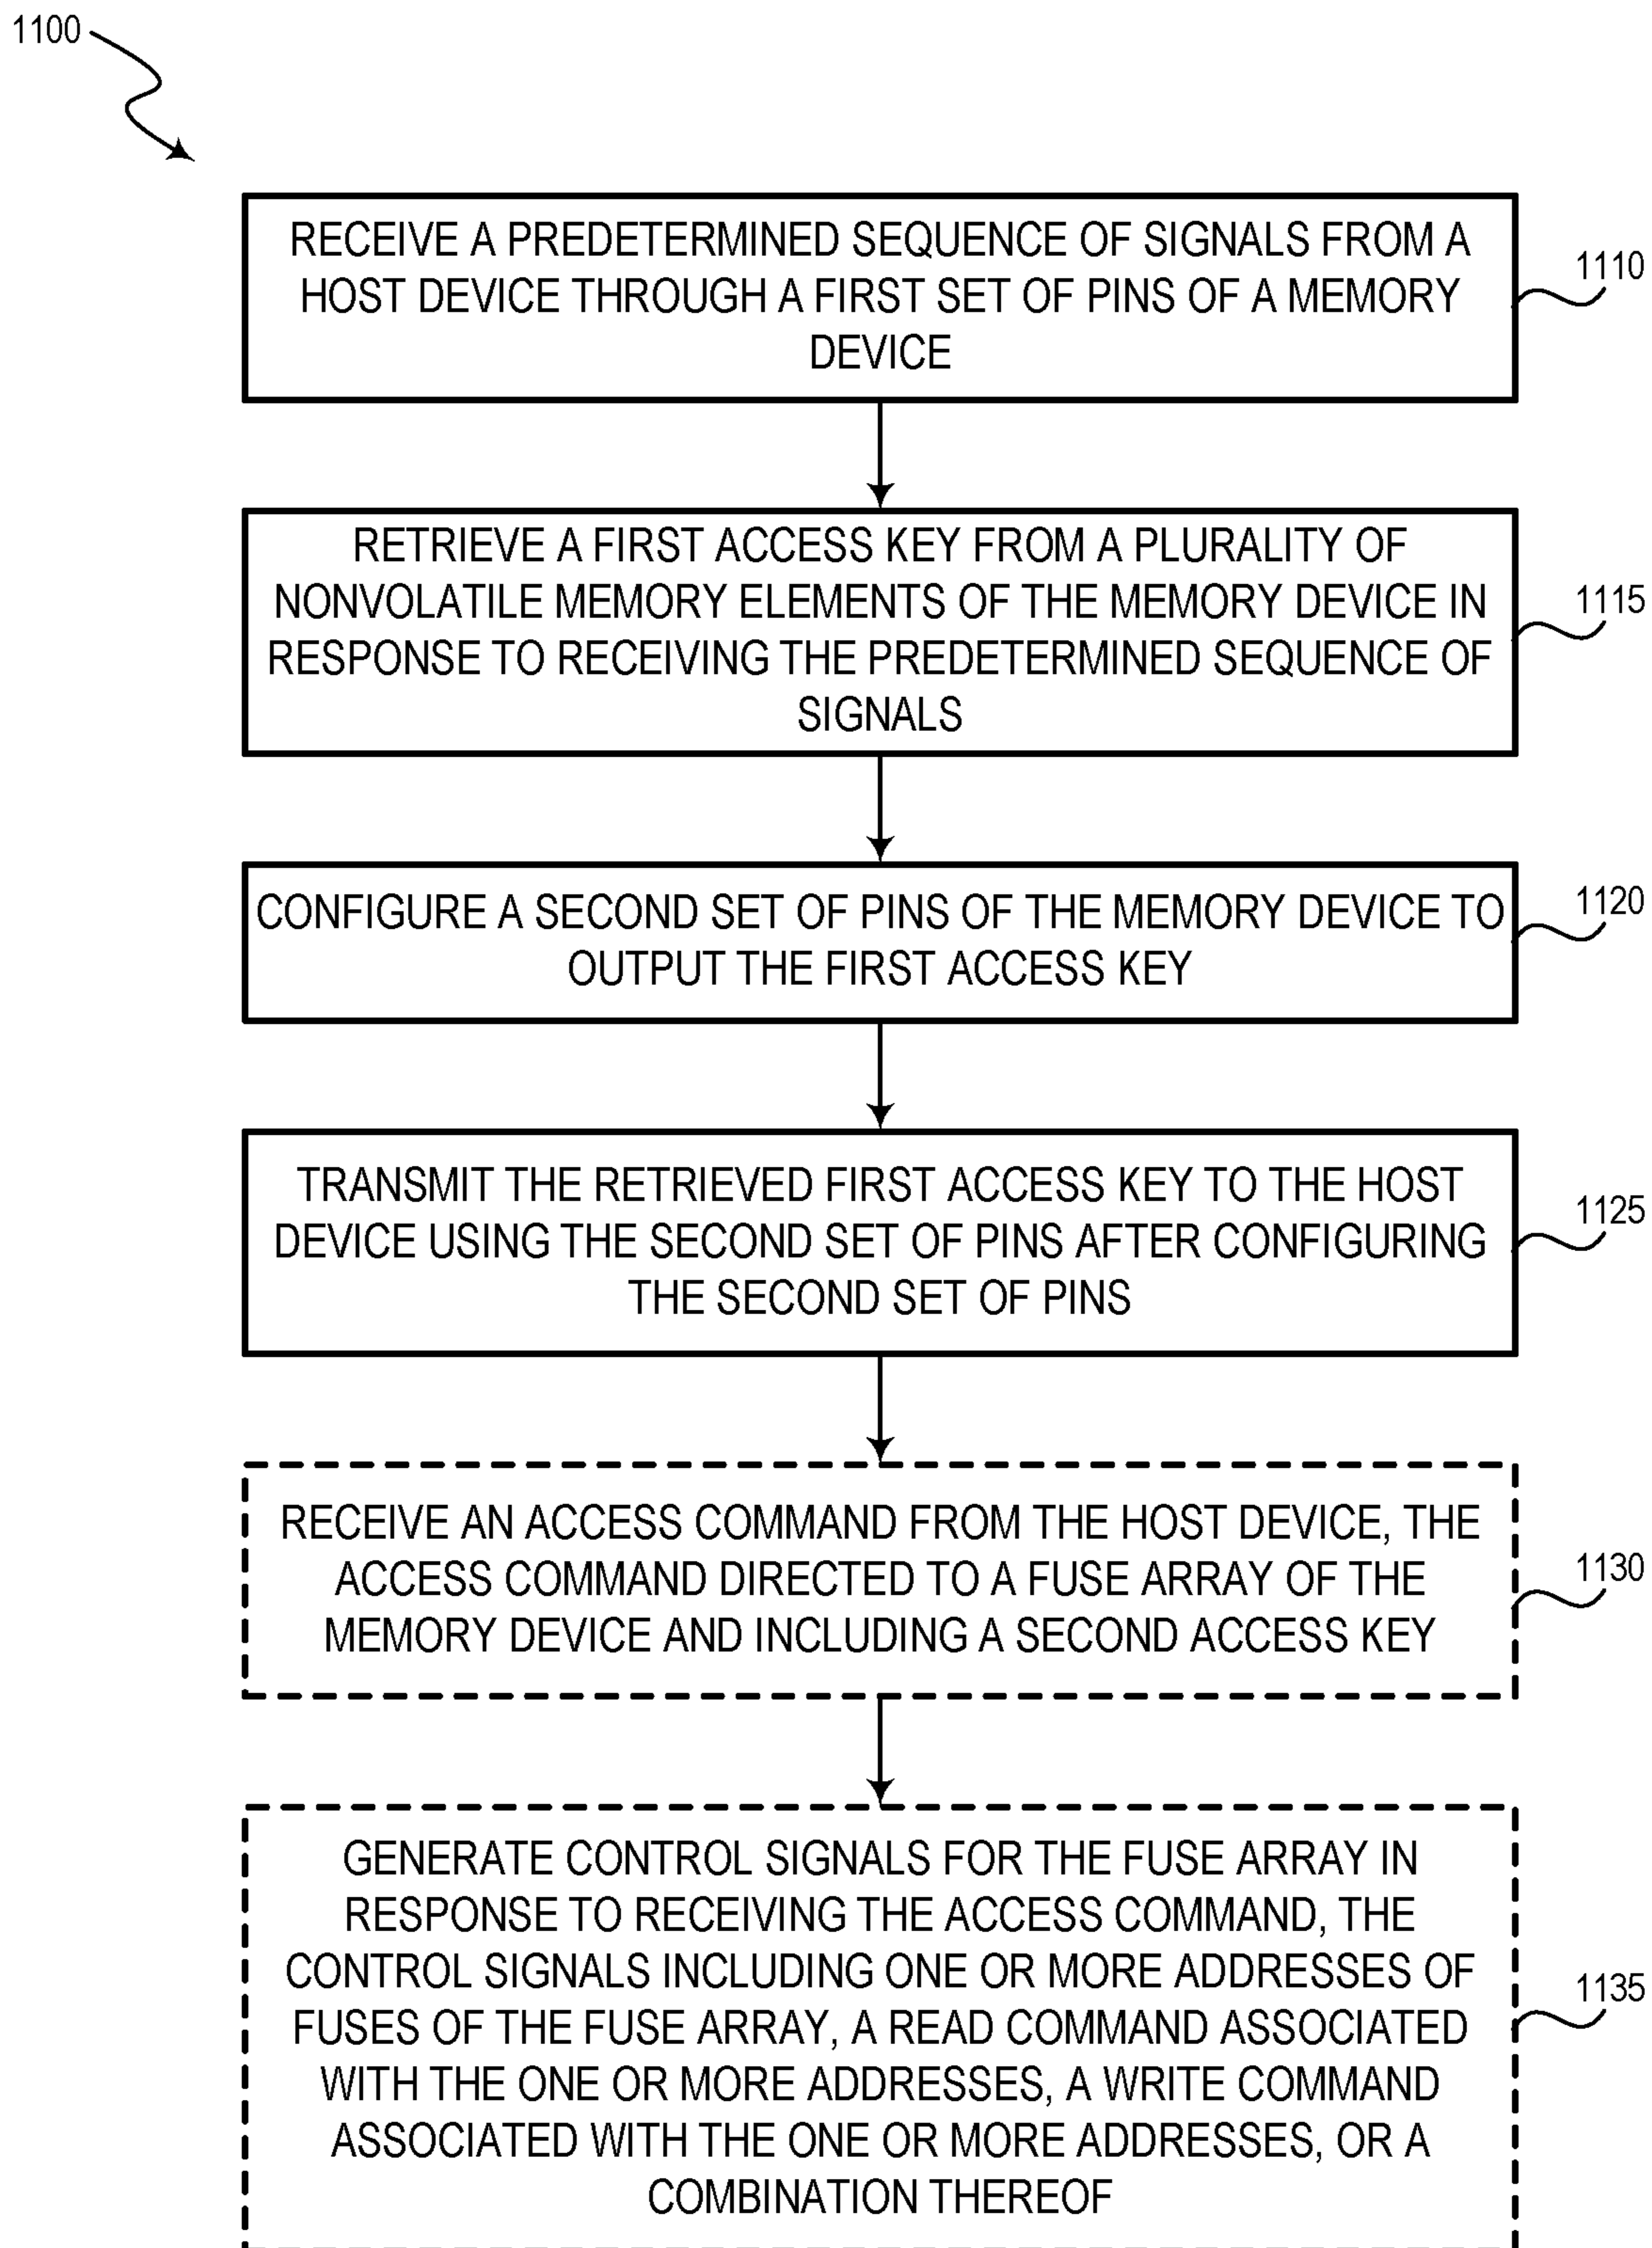 1100
RECEIVE A PREDETERMINED SEQUENCE OF SIGNALS FROM A
HOST DEVICE THROUGH A FIRST SET OF PINS OF A MEMORY
DEVICE
1110
RETRIEVE A FIRST ACCESS KEY FROM A PLURALITY OF
NONVOLATILE MEMORY ELEMENTS OF THE MEMORY DEVICE IN
RESPONSE TO RECEIVING THE PREDETERMINED SEQUENCE OF
SIGNALS
1115
CONFIGURE A SECOND SET OF PINS OF THE MEMORY DEVICE TO
OUTPUT THE FIRST ACCESS KEY
1120
TRANSMIT THE RETRIEVED FIRST ACCESS KEY TO THE HOST
DEVICE USING THE SECOND SET OF PINS AFTER CONFIGURING
THE SECOND SET OF PINS
1125
RECEIVE AN ACCESS COMMAND FROM THE HOST DEVICE, THE
ACCESS COMMAND DIRECTED TO A FUSE ARRAY OF THE
MEMORY DEVICE AND INCLUDING A SECOND ACCESS KEY
1130
GENERATE CONTROL SIGNALS FOR THE FUSE ARRAY IN
RESPONSE TO RECEIVING THE ACCESS COMMAND, THE
CONTROL SIGNALS INCLUDING ONE OR MORE ADDRESSES OF
FUSES OF THE FUSE ARRAY, A READ COMMAND ASSOCIATED
WITH THE ONE OR MORE ADDRESSES, A WRITE COMMAND
ASSOCIATED WITH THE ONE OR MORE ADDRESSES, OR A
COMBINATION THEREOF
1135